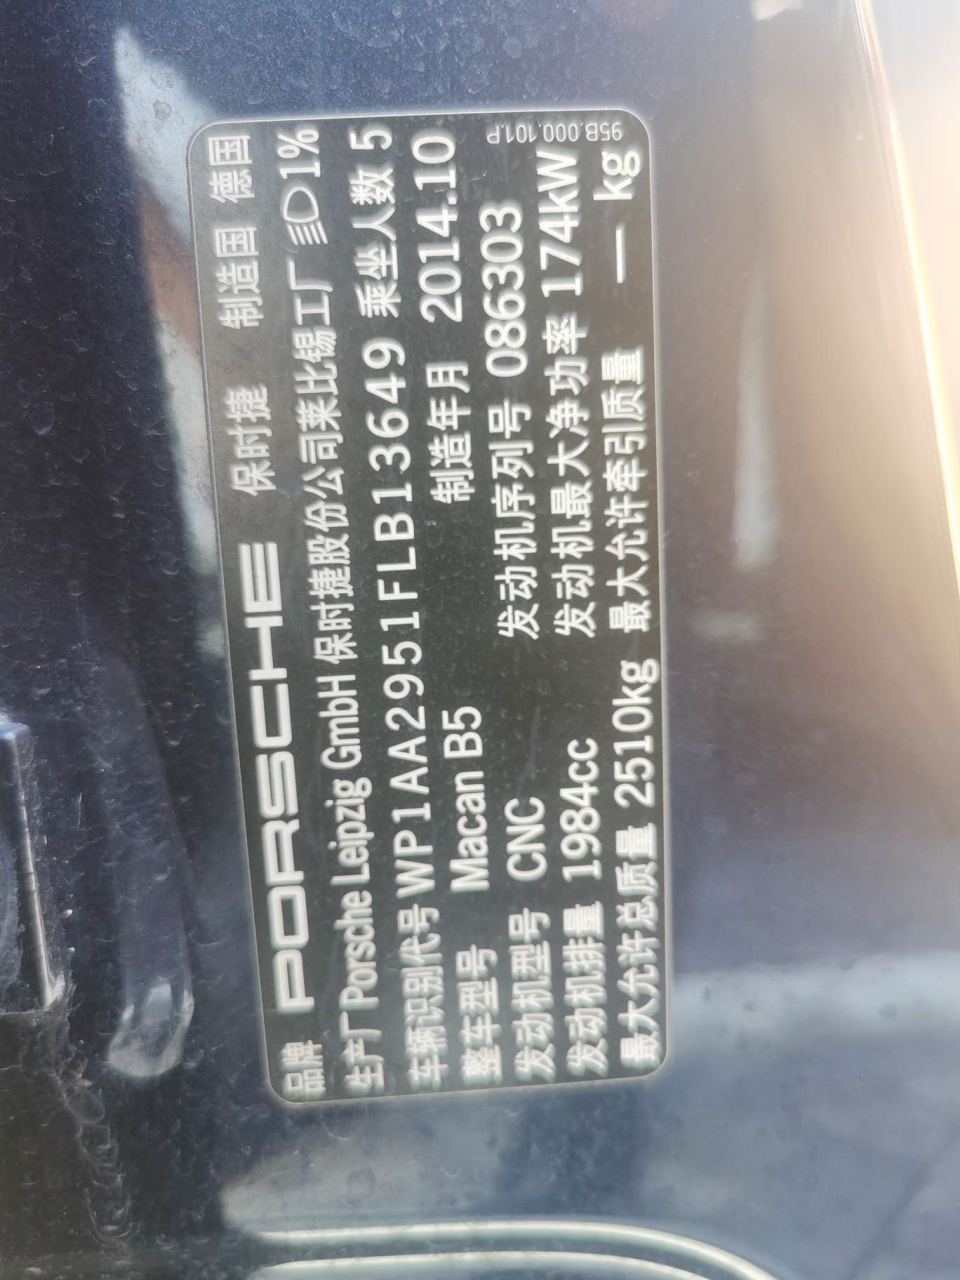 品牌 PORSCHE 保时捷 制造国 德国
生产厂 Porsche Leipzig GmbH 保时捷股份公司莱比锡工厂 1%
车辆识别代号 WP1AA2951FLB13649 乘坐人数 5
整车型号 Macan B5 制造年月 2014.10
发动机型号 CNC 发动机序列号 086303
发动机排量 1984cc 发动机最大净功率 174kW
最大允许总质量 2510kg 最大允许牵引质量 — kg
95B.000.101.P